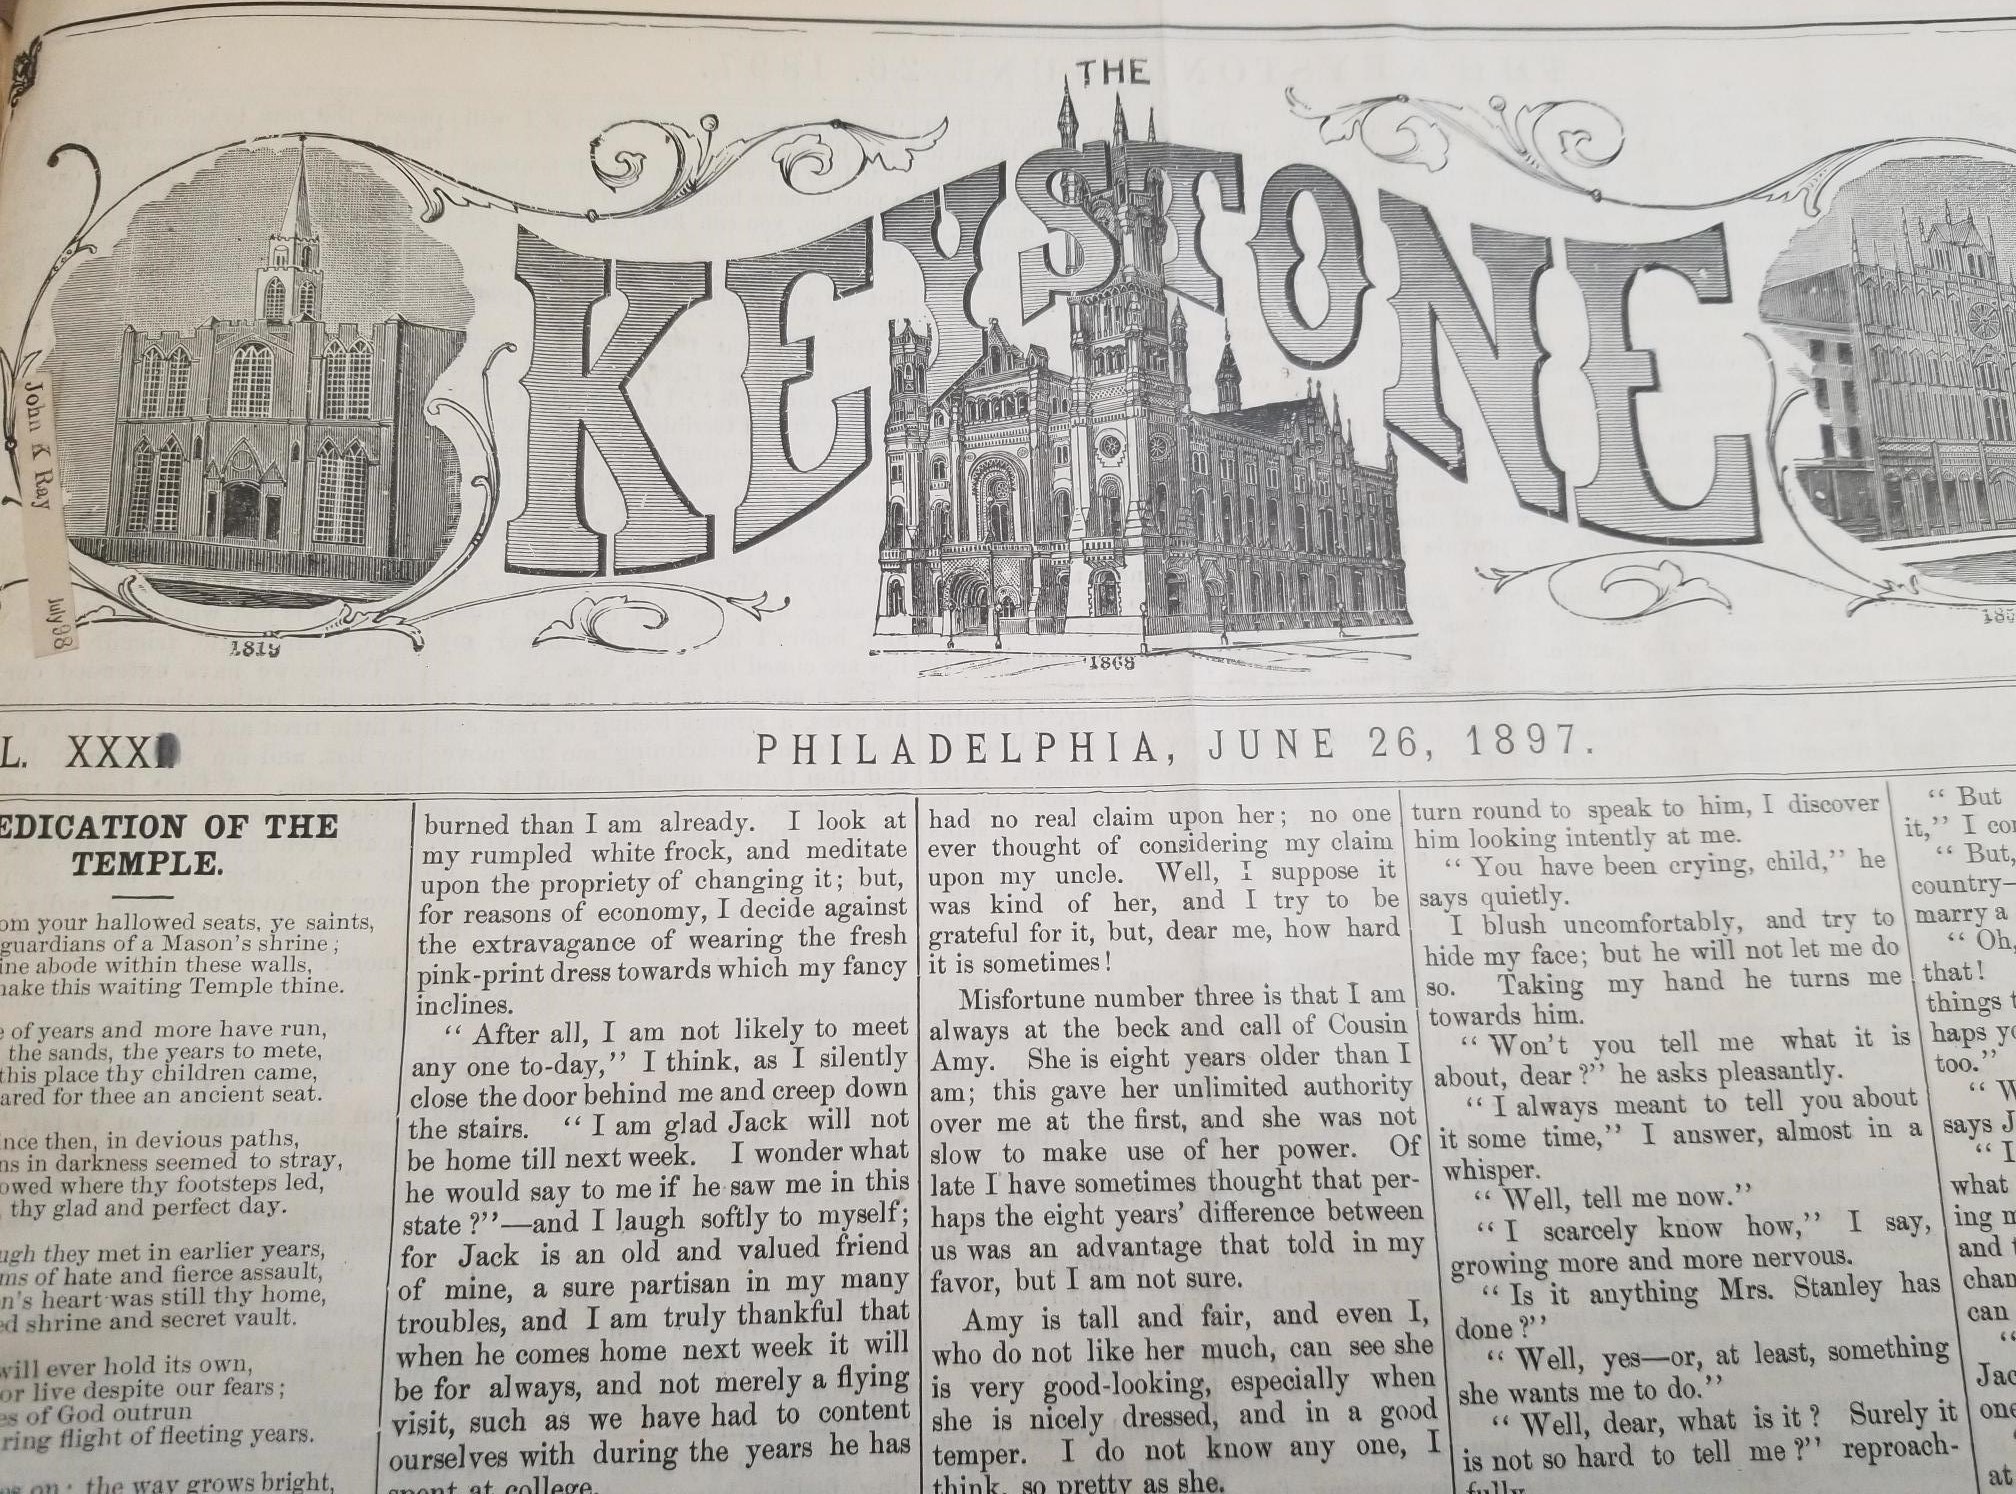 THE
KEYSTONE
John K Ray
July 98
1819
1868
L. XXX
PHILADELPHIA, JUNE 26, 1897.
EDICATION OF THE
TEMPLE.
om your hallowed seats, ye saints,
guardians of a Mason's shrine;
ine abode within these walls,
make this waiting Temple thine.
e of years and more have run,
the sands, the years to mete,
this place thy children came,
ared for thee an ancient seat.
ince then, in devious paths,
ns in darkness seemed to stray,
owed where thy footsteps led,
thy glad and perfect day.
ugh they met in earlier years,
ms of hate and fierce assault,
n's heart was still thy home,
ed shrine and secret vault.
will ever hold its own,
or live despite our fears;
es of God outrun
ring flight of fleeting years.
es on; the way grows bright,
burned than I am already. I look at
my rumpled white frock, and meditate
upon the propriety of changing it; but,
for reasons of economy, I decide against
the extravagance of wearing the fresh
pink-print dress towards which my fancy
inclines.
"After all, I am not likely to meet
any one to-day," I think, as I silently
close the door behind me and creep down
the stairs. "I am glad Jack will not
be home till next week. I wonder what
he would say to me if he saw me in this
state?"—and I laugh softly to myself;
for Jack is an old and valued friend
of mine, a sure partisan in my many
troubles, and I am truly thankful that
when he comes home next week it will
be for always, and not merely a flying
visit, such as we have had to content
ourselves with during the years he has
spent at college.
had no real claim upon her; no one
ever thought of considering my claim
upon my uncle. Well, I suppose it
was kind of her, and I try to be
grateful for it, but, dear me, how hard
it is sometimes!
Misfortune number three is that I am
always at the beck and call of Cousin
Amy. She is eight years older than I
am; this gave her unlimited authority
over me at the first, and she was not
slow to make use of her power. Of
late I have sometimes thought that per-
haps the eight years' difference between
us was an advantage that told in my
favor, but I am not sure.
Amy is tall and fair, and even I,
who do not like her much, can see she
is very good-looking, especially when
she is nicely dressed, and in a good
temper. I do not know any one, I
think, so pretty as she.
turn round to speak to him, I discover
him looking intently at me.
"You have been crying, child," he
says quietly.
I blush uncomfortably, and try to
hide my face; but he will not let me do
so. Taking my hand he turns me
towards him.
"Won't you tell me what it is
about, dear?" he asks pleasantly.
"I always meant to tell you about
it some time," I answer, almost in a
whisper.
"Well, tell me now."
"I scarcely know how," I say,
growing more and more nervous.
"Is it anything Mrs. Stanley has
done?"
"Well, yes—or, at least, something
she wants me to do."
"Well, dear, what is it? Surely it
is not so hard to tell me?" reproach-
fully.
"But
it," I co
"But,
country—
marry a
"Oh,
that!
things t
haps yo
too."
"W
says J
"I
what
ing m
and t
chan
can
"
Jac
one
at